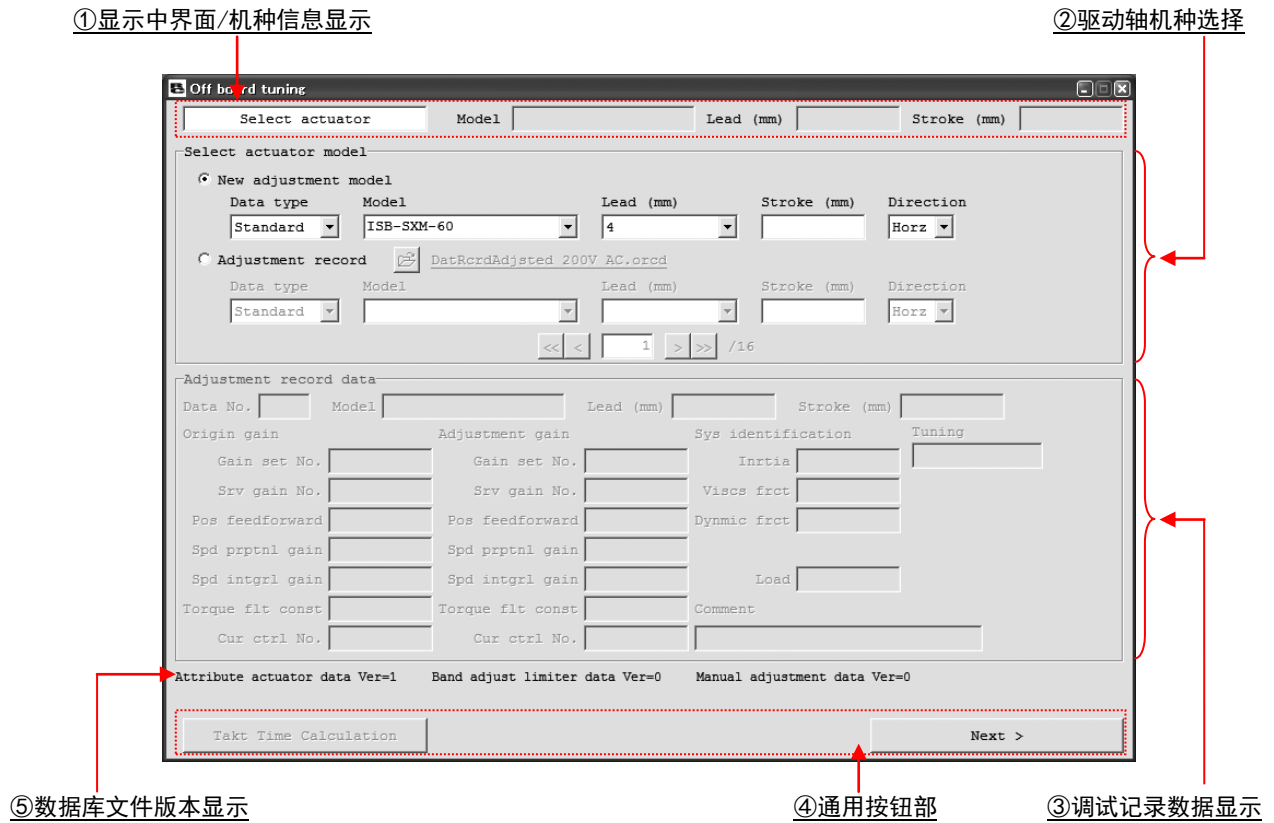 ①显示中界面/机种信息显示
②驱动轴机种选择
Off board tuning
Select actuator Model Lead (mm) Stroke (mm)
Select actuator model
New adjustment model
Data type Model Lead (mm) Stroke (mm) Direction
Standard ISB-SXM-60 4 Horz
Adjustment record DatRcrdAdjsted 200V AC.orcd
Data type Model Lead (mm) Stroke (mm) Direction
Standard Horz
<< < 1 > >> /16
Adjustment record data
Data No. Model Lead (mm) Stroke (mm)
Origin gain Adjustment gain Sys identification Tuning
Gain set No. Gain set No. Inrtia
Srv gain No. Srv gain No. Viscs frct
Pos feedforward Pos feedforward Dynmic frct
Spd prptnl gain Spd prptnl gain
Spd intgrl gain Spd intgrl gain Load
Torque flt const Torque flt const Comment
Cur ctrl No. Cur ctrl No.
Attribute actuator data Ver=1 Band adjust limiter data Ver=0 Manual adjustment data Ver=0
Takt Time Calculation Next >
⑤数据库文件版本显示
④通用按钮部
③调试记录数据显示